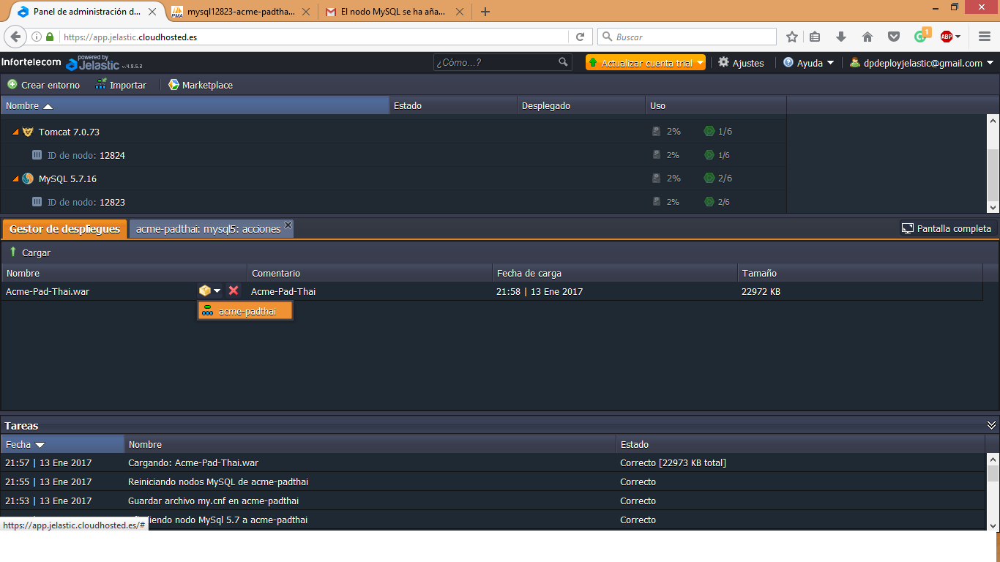 Panel de administración d...
mysql12823-acme-padtha...
El nodo MySQL se ha aña...
https://app.jelastic.cloudhosted.es
Buscar
1
ABP
Infortelecom
powered by
Jelastic
v.4.9.5.2
¿Cómo...?
Actualizar cuenta trial
Ajustes
Ayuda
dpdeployjelastic@gmail.com
Crear entorno
Importar
Marketplace
Nombre Estado Desplegado Uso
Tomcat 7.0.73 2% 1/6
ID de nodo: 12824 2% 1/6
MySQL 5.7.16 2% 2/6
ID de nodo: 12823 2% 2/6
Gestor de despliegues
acme-padthai: mysql5: acciones
Pantalla completa
Cargar
Nombre Comentario Fecha de carga Tamaño
Acme-Pad-Thai.war Acme-Pad-Thai 21:58 | 13 Ene 2017 22972 KB
acme-padthai
Tareas
Fecha Nombre Estado
21:57 | 13 Ene 2017 Cargando: Acme-Pad-Thai.war Correcto [22973 KB total]
21:55 | 13 Ene 2017 Reiniciando nodos MySQL de acme-padthai Correcto
21:53 | 13 Ene 2017 Guardar archivo my.cnf en acme-padthai Correcto
nodo MySql 5.7 a acme-padthai Correcto
https://app.jelastic.cloudhosted.es/#